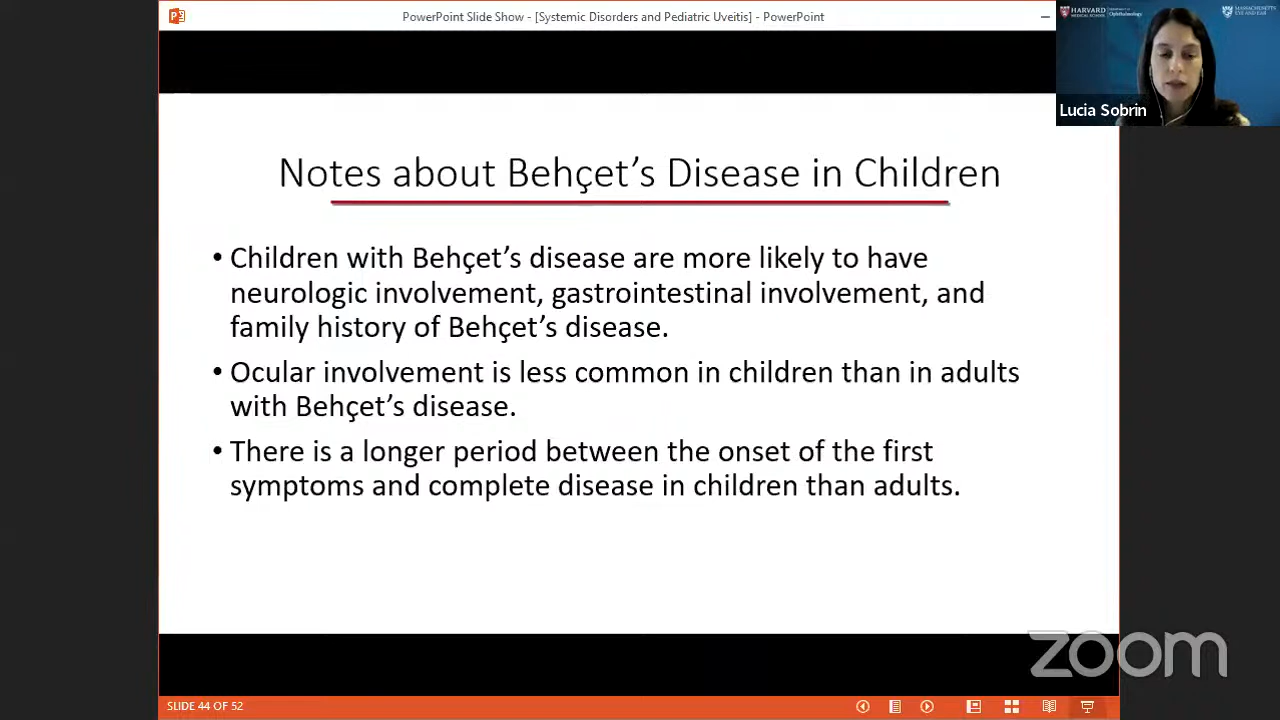 PowerPoint Slide Show - [Systemic Disorders and Pediatric Uveitis] - PowerPoint
HARVARD
MEDICAL SCHOOL
Ophthalmology
MASSACHUSETTS
EYE AND EAR
Lucia Sobrin
Notes about Behçet’s Disease in Children
• Children with Behçet’s disease are more likely to have
neurologic involvement, gastrointestinal involvement, and
family history of Behçet’s disease.
• Ocular involvement is less common in children than in adults
with Behçet’s disease.
• There is a longer period between the onset of the first
symptoms and complete disease in children than adults.
zoom
SLIDE 44 OF 52